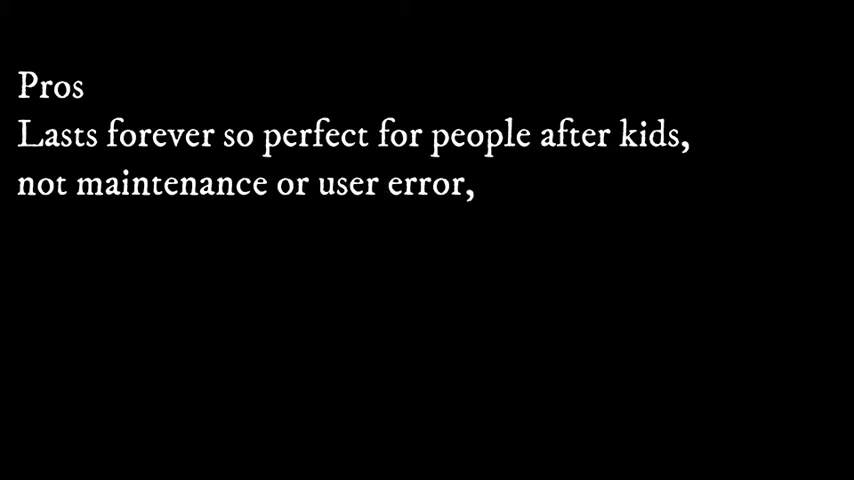 Pros
Lasts forever so perfect for people after kids,
not maintenance or user error,